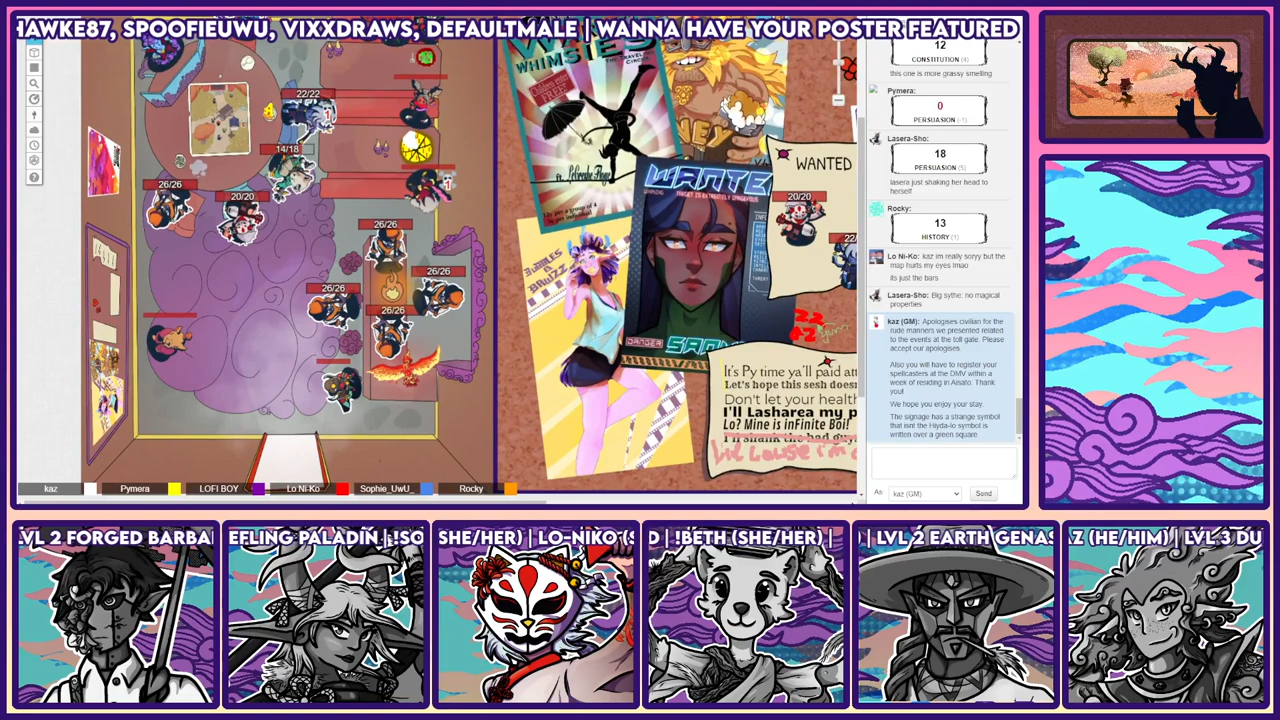 HAWKE87, SPOOFIEUWU, VIXXDRAWS, DEFAULTMALE | WANNA HAVE YOUR POSTER FEATURED
22/22
14/18
26/26
20/20
26/26
26/26
26/26
26/26
WHIMSIES
WANTED
20/20
DANGER
It's Py time ya'll paid
Let's hope this sesh
Don't let your health
I'll Lasharea my
Lo? Mine is inFinite Boi!
12
CONSTITUTION (4)
this one is more grassy
smelling
Pymera:
0
PERSUASION (-1)
Lasera-Sho:
18
PERSUASION (5)
lasera just shaking her head to
herself
Rocky:
13
HISTORY (1)
Lo Ni-Ko: kaz im really soryy but the
map hurts my eyes lmao
its just the bars
Lasera-Sho: Big sythe: no magical
properties
kaz (GM): Apologises civilian for the
rude manners we presented related
to the events at the toll gate. Please
accept our apologises.
Also you will have to register your
spellcasters at the DMV within a
week of residing in Aisato. Thank
you!
We hope you enjoy your stay.
The signage has a strange symbol
that isnt the Hiyda-lo symbol is
written over a green square
As: kaz (GM) Send
kaz Pymera LOFI BOY Lo Ni-Ko Sophie_UwU_ Rocky
LVL 2 FORGED BARBA
EFLING PALADIN | !SO
SHE/HER) | LO-NIKO (S
D | !BETH (SHE/HER) |
| LVL 2 EARTH GENAS
AZ (HE/HIM) | LVL 3 DU